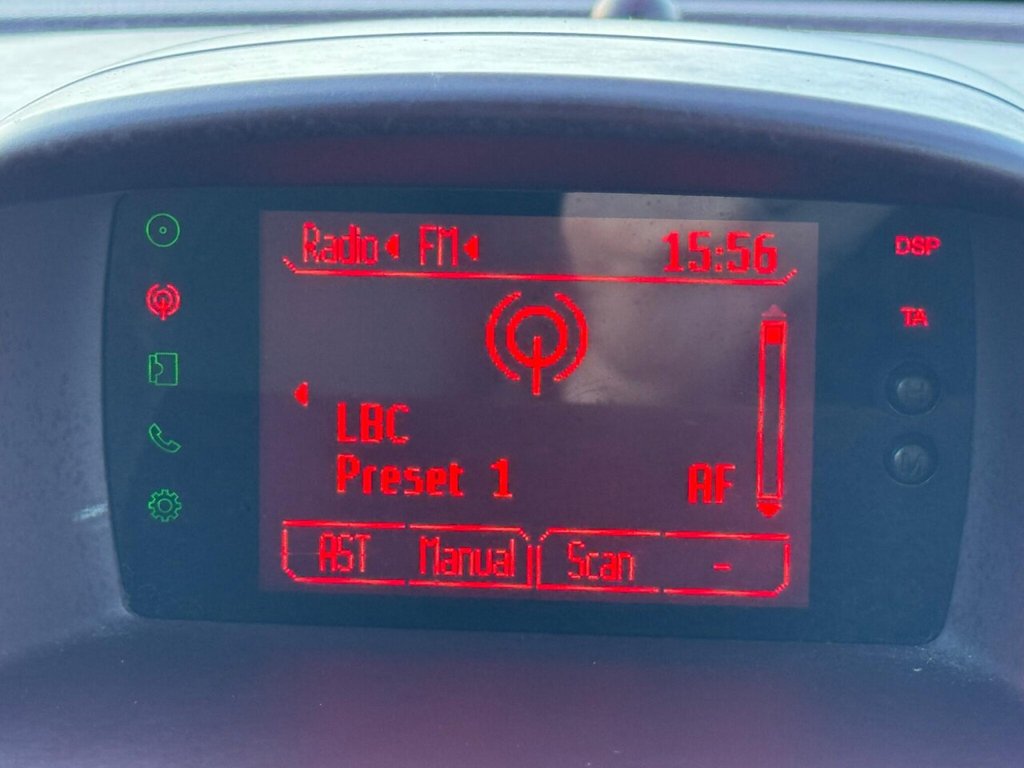 Radio FM 15:56
DSP
TA
LBC
Preset 1 AF
AST Manual Scan -